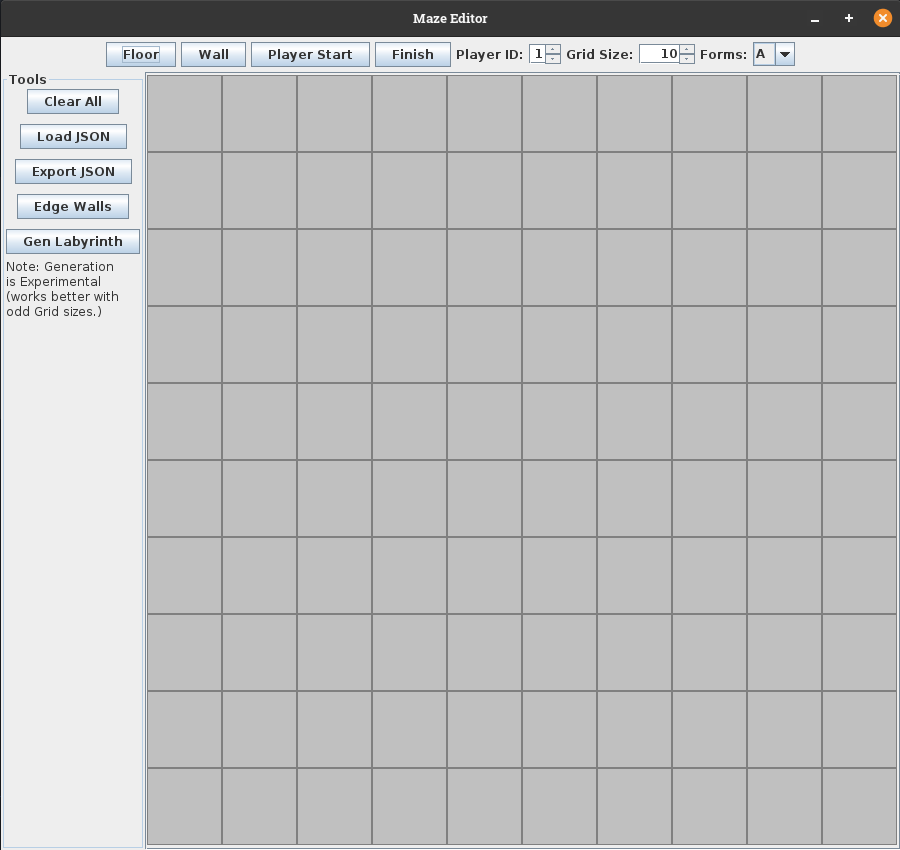 Maze Editor
Floor Wall Player Start Finish Player ID: 1 Grid Size: 10 Forms: A
Tools
Clear All
Load JSON
Export JSON
Edge Walls
Gen Labyrinth
Note: Generation
is Experimental
(works better with
odd Grid sizes.)